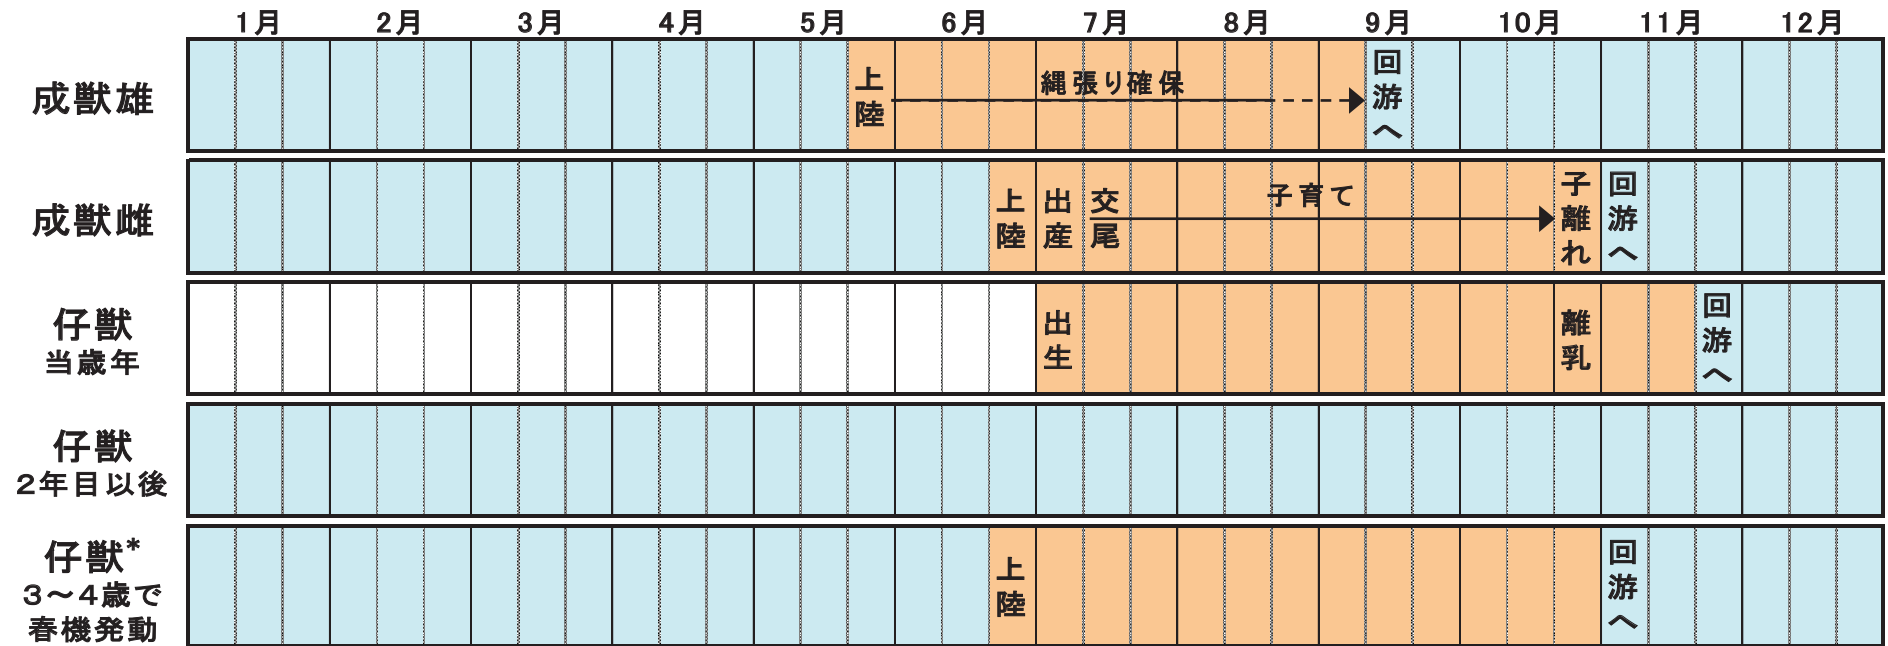 1月 2月 3月 4月 5月 6月 7月 8月 9月 10月 11月 12月
成獣雄
上陸
縄張り確保
回游へ
成獣雌
上陸
出産
交尾
子育て
子離れ
回游へ
仔獣
当歳年
出生
離乳
回游へ
仔獣
2年目以後
仔獣*
3～4歳で
春機発動
上陸
回游へ